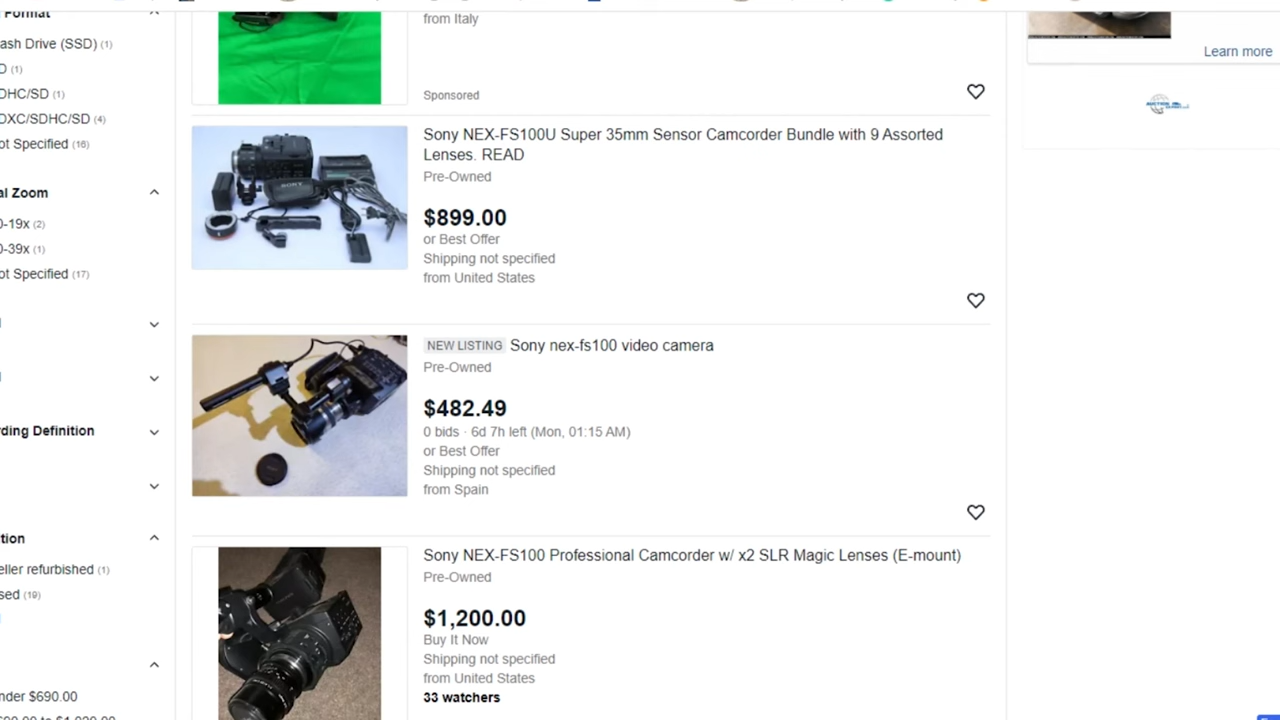 Format
ash Drive (SSD) (1)
D (1)
DHC/SD (1)
DXC/SDHC/SD (4)
ot Specified (16)
al Zoom
0-19x (2)
0-39x (1)
ot Specified (17)
ding Definition
tion
eller refurbished (1)
sed (19)
nder $690.00
from Italy
Sponsored
Sony NEX-FS100U Super 35mm Sensor Camcorder Bundle with 9 Assorted
Lenses. READ
Pre-Owned
$899.00
or Best Offer
Shipping not specified
from United States
NEW LISTING Sony nex-fs100 video camera
Pre-Owned
$482.49
0 bids · 6d 7h left (Mon, 01:15 AM)
or Best Offer
Shipping not specified
from Spain
Sony NEX-FS100 Professional Camcorder w/ x2 SLR Magic Lenses (E-mount)
Pre-Owned
$1,200.00
Buy It Now
Shipping not specified
from United States
33 watchers
Learn more
SONY